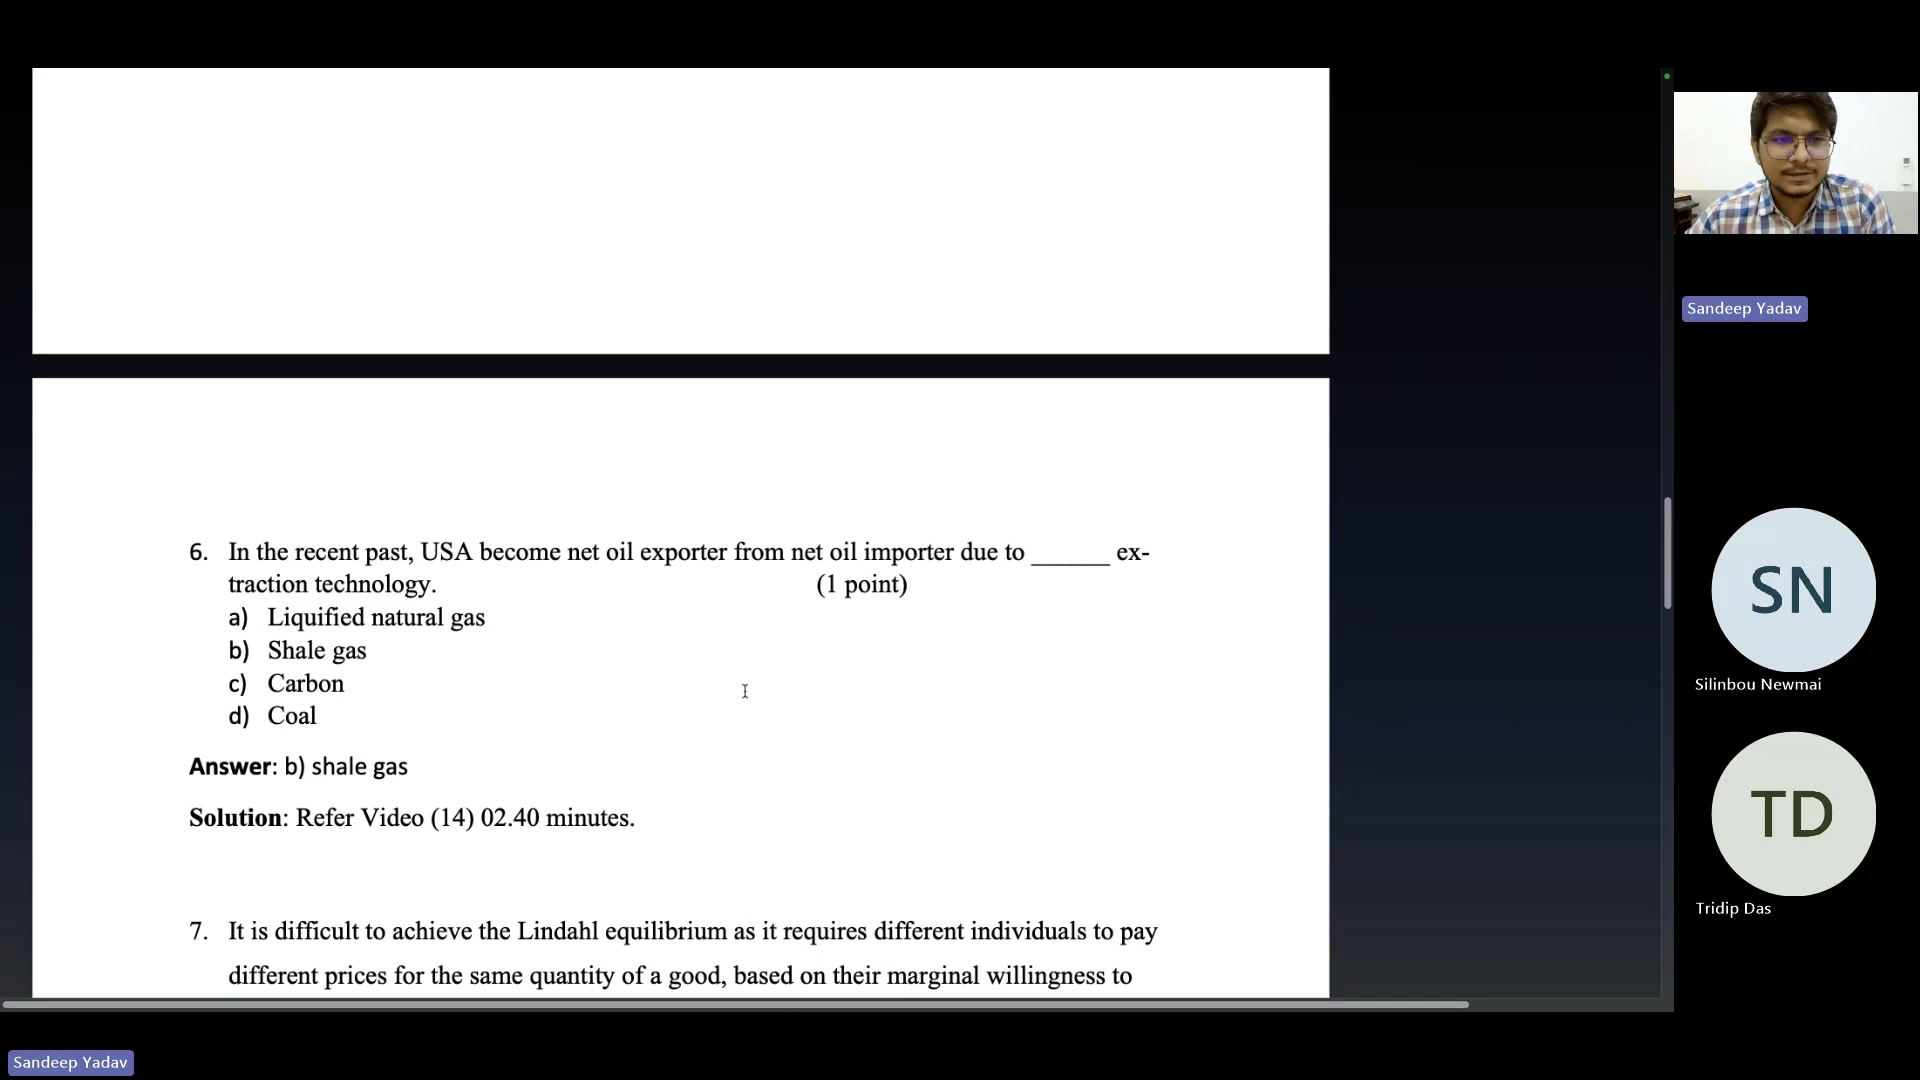 6. In the recent past, USA become net oil exporter from net oil importer due to ______ ex-
traction technology. (1 point)
a) Liquified natural gas
b) Shale gas
c) Carbon
d) Coal
Answer: b) shale gas
Solution: Refer Video (14) 02.40 minutes.
7. It is difficult to achieve the Lindahl equilibrium as it requires different individuals to pay
different prices for the same quantity of a good, based on their marginal willingness to
Sandeep Yadav
SN
Silinbou Newmai
TD
Tridip Das
Sandeep Yadav